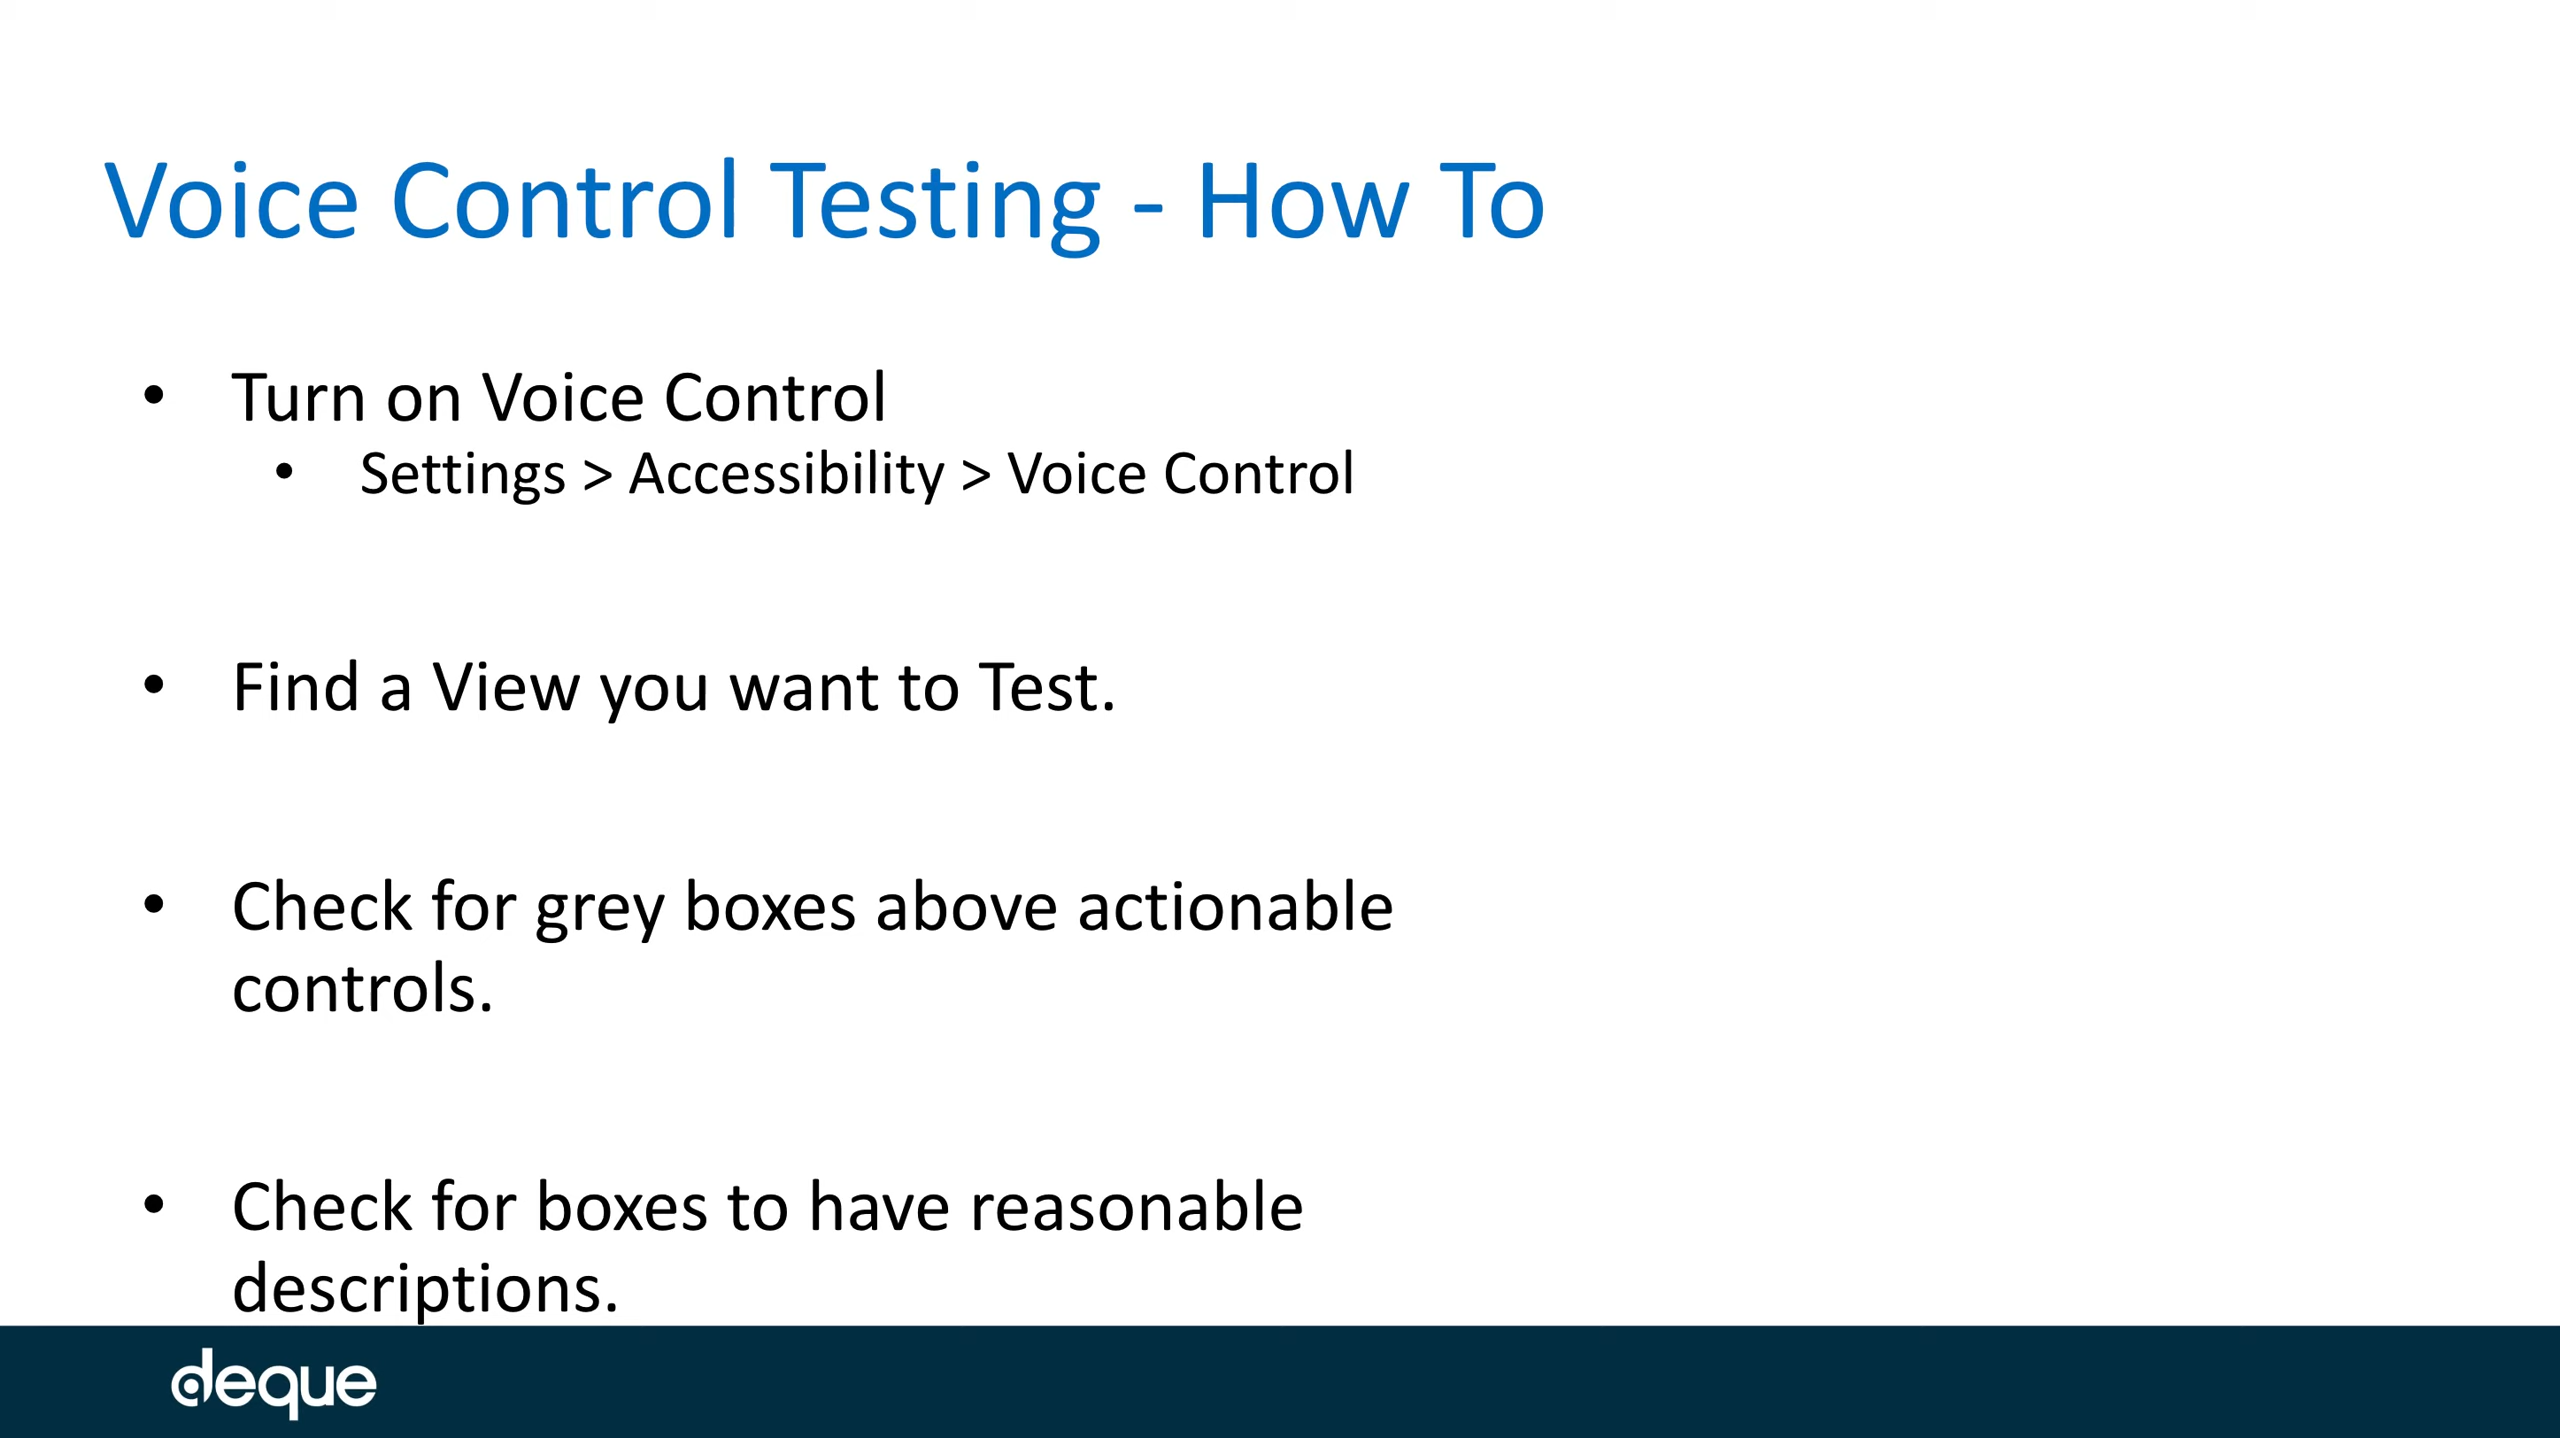 Voice Control Testing - How To
• Turn on Voice Control
• Settings > Accessibility > Voice Control
• Find a View you want to Test.
• Check for grey boxes above actionable
controls.
• Check for boxes to have reasonable
descriptions.
deque